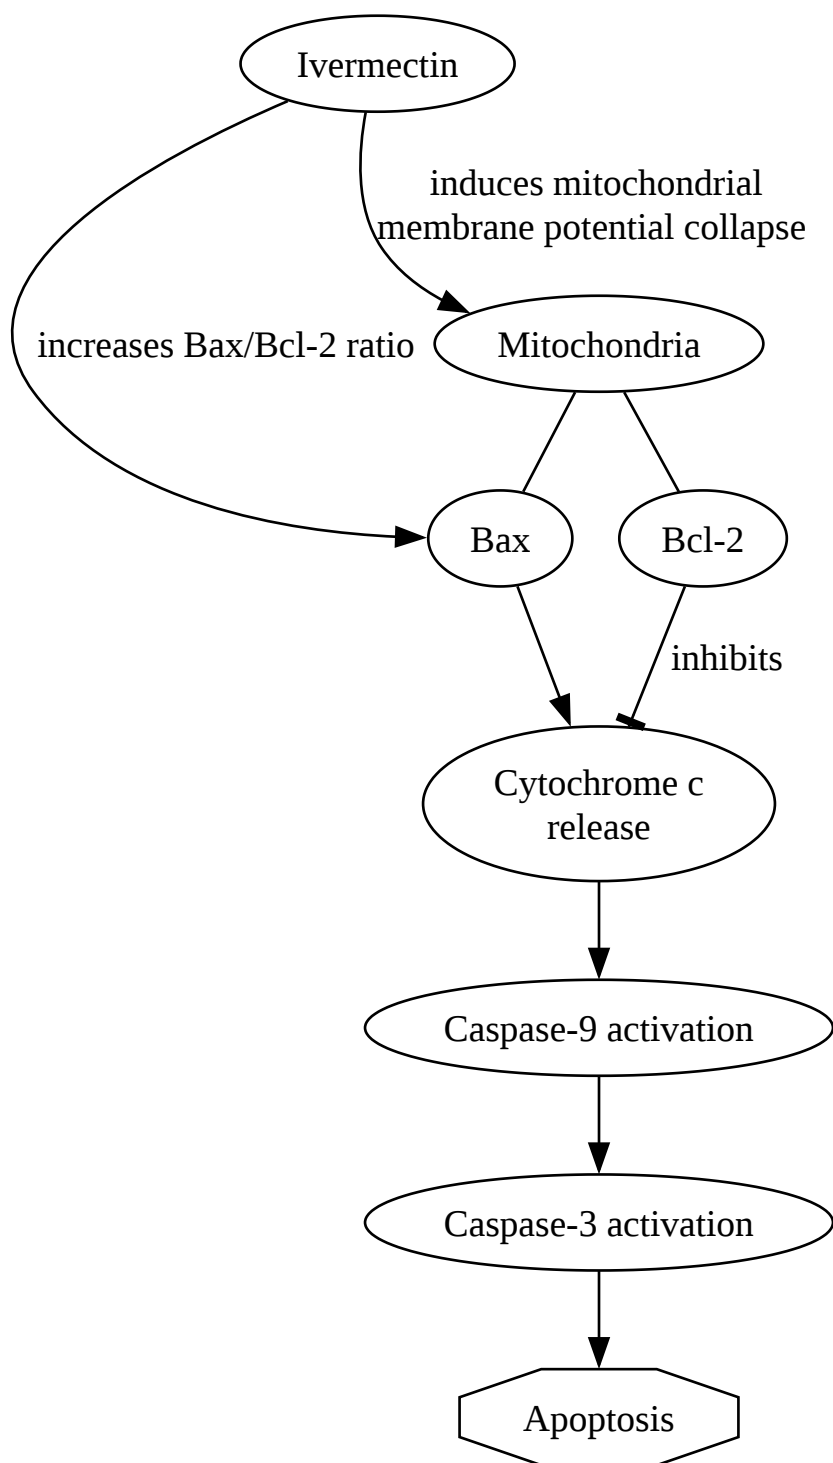 Ivermectin
induces mitochondrial
membrane potential collapse
increases Bax/Bcl-2 ratio
Mitochondria
Bax
Bcl-2
inhibits
Cytochrome c
release
Caspase-9 activation
Caspase-3 activation
Apoptosis